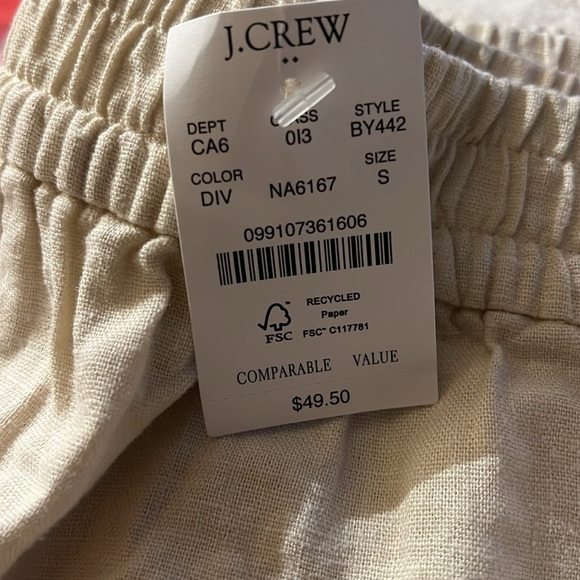 J.CREW
DEPT CLASS STYLE
CA6 013 BY442
COLOR SIZE
DIV NA6167 S
099107361606
RECYCLED
Paper
FSC™ C117781
FSC
COMPARABLE VALUE
$49.50